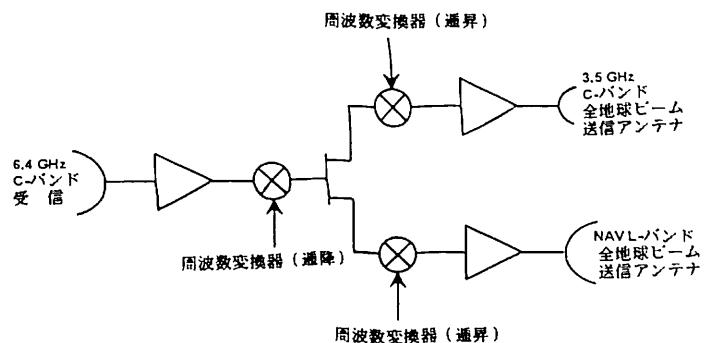 周波数変換器（逓昇）
3.5 GHz
C-バンド
全地球ビーム
送信アンテナ
6.4 GHz
C-バンド
受 信
周波数変換器（逓降）
NAV L-バンド
全地球ビーム
送信アンテナ
周波数変換器（逓昇）